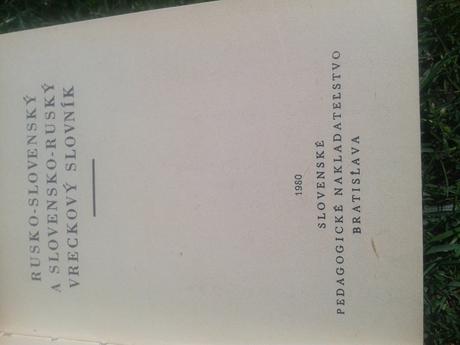 RUSKO-SLOVENSKÝ
A SLOVENSKO-RUSKÝ
VRECKOVÝ SLOVNÍK
1980
SLOVENSKÉ
PEDAGOGICKÉ NAKLADATEĽSTVO
BRATISLAVA